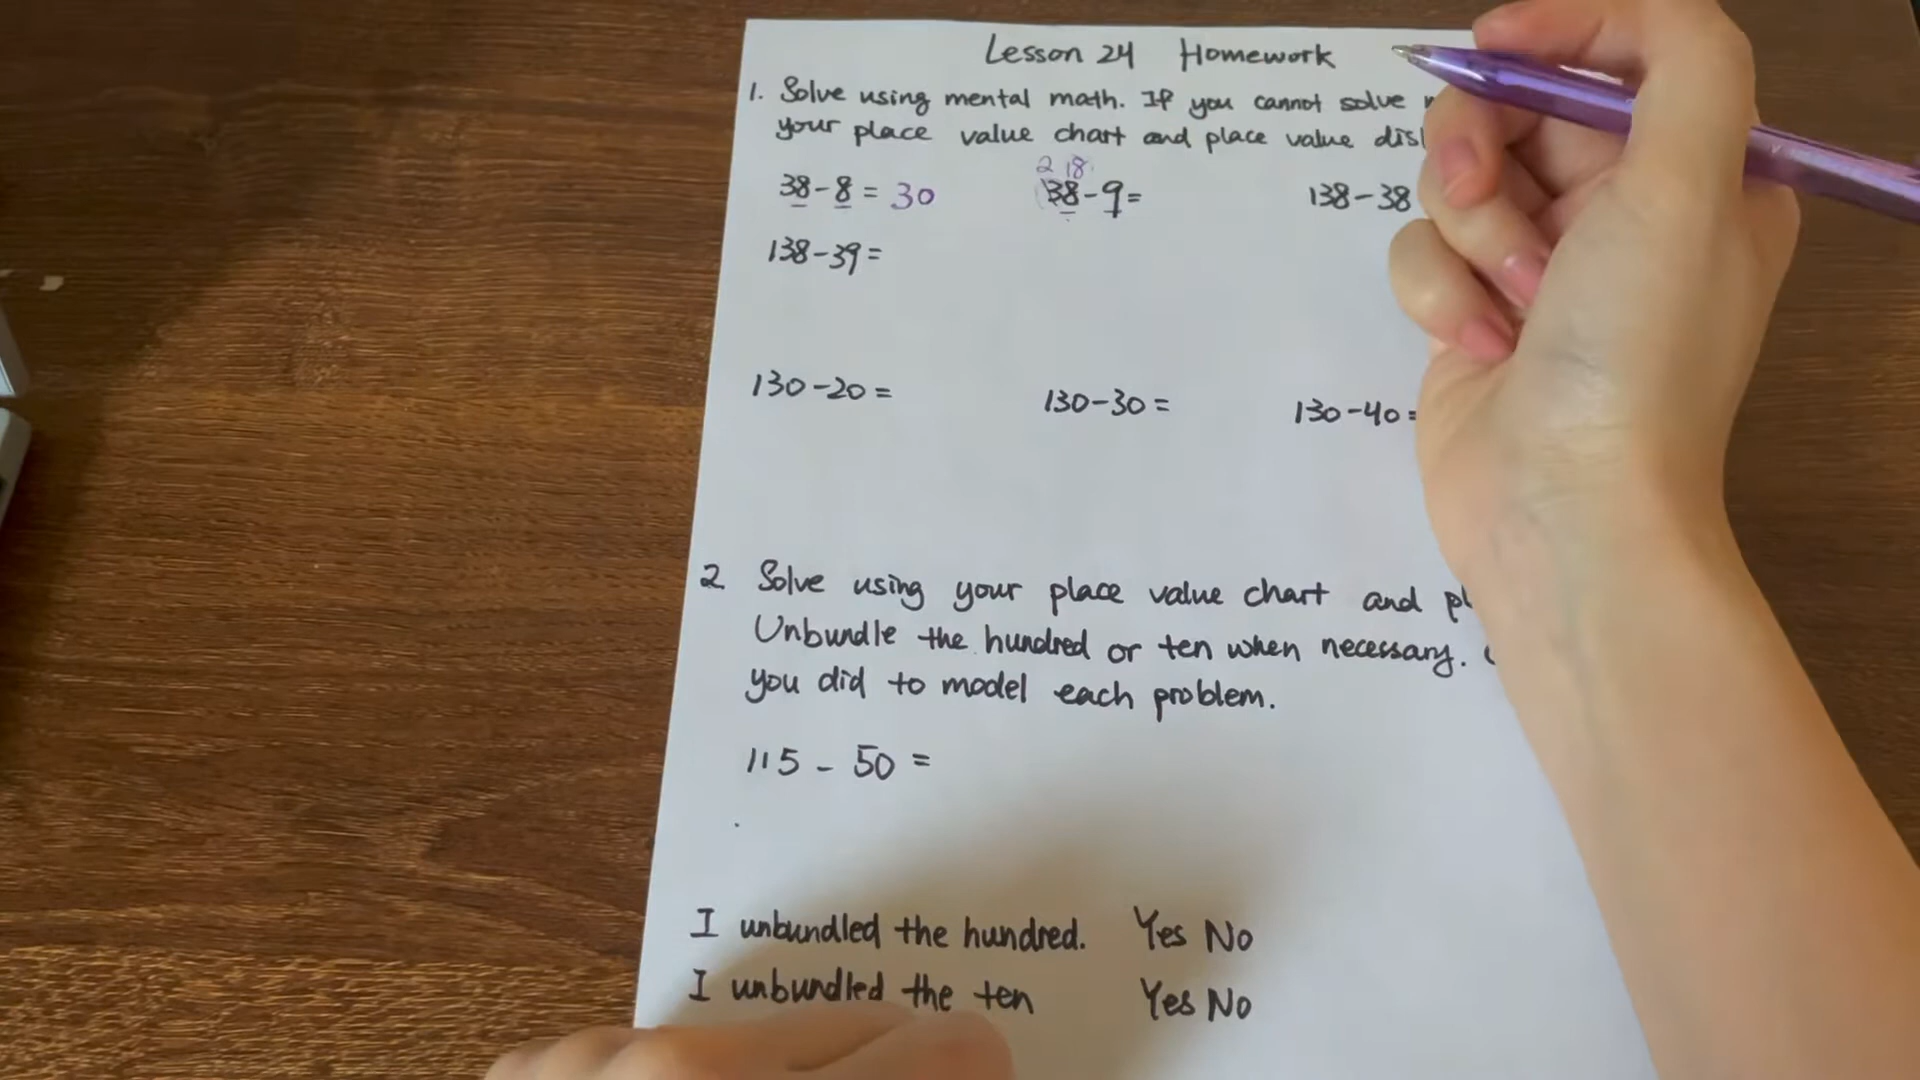 Lesson 24 Homework
1. Solve using mental math. If you cannot solve
your place value chart and place value
2 18
38-8 = 30 38-9= 138-38
138-39=
130-20= 130-30= 130-40=
2 Solve using your place value chart and
Unbundle the hundred or ten when necessary.
you did to model each problem.
115 - 50 =
I unbundled the hundred. Yes No
I unbundled the ten Yes No